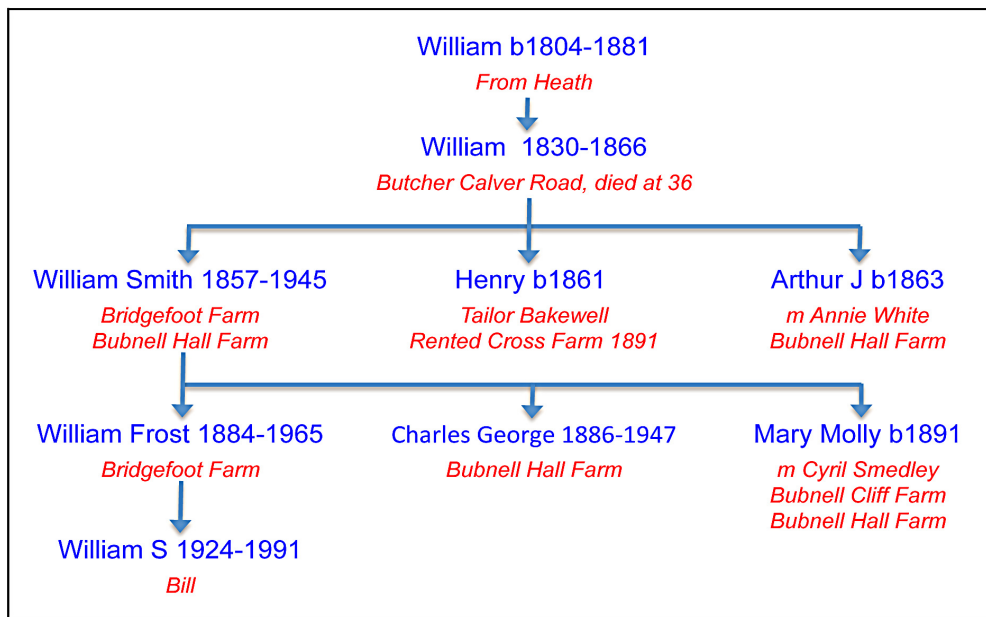 William b1804-1881
From Heath
William 1830-1866
Butcher Calver Road, died at 36
William Smith 1857-1945
Bridgefoot Farm
Bubnell Hall Farm
Henry b1861
Tailor Bakewell
Rented Cross Farm 1891
Arthur J b1863
m Annie White
Bubnell Hall Farm
William Frost 1884-1965
Bridgefoot Farm
Charles George 1886-1947
Bubnell Hall Farm
Mary Molly b1891
m Cyril Smedley
Bubnell Cliff Farm
Bubnell Hall Farm
William S 1924-1991
Bill